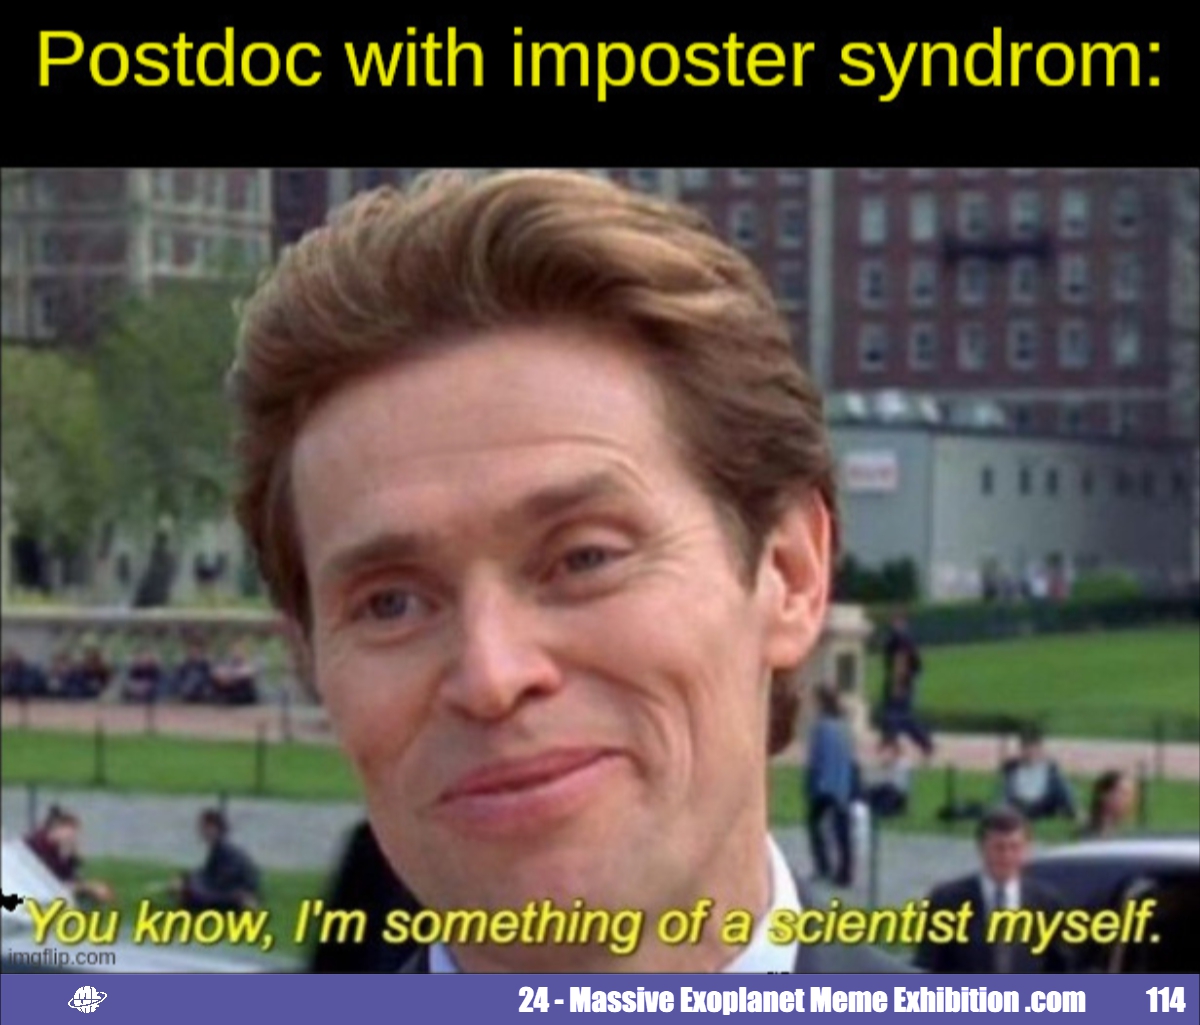 Postdoc with imposter syndrom:
You know, I'm something of a scientist myself.
imgflip.com
24 - Massive Exoplanet Meme Exhibition .com 114